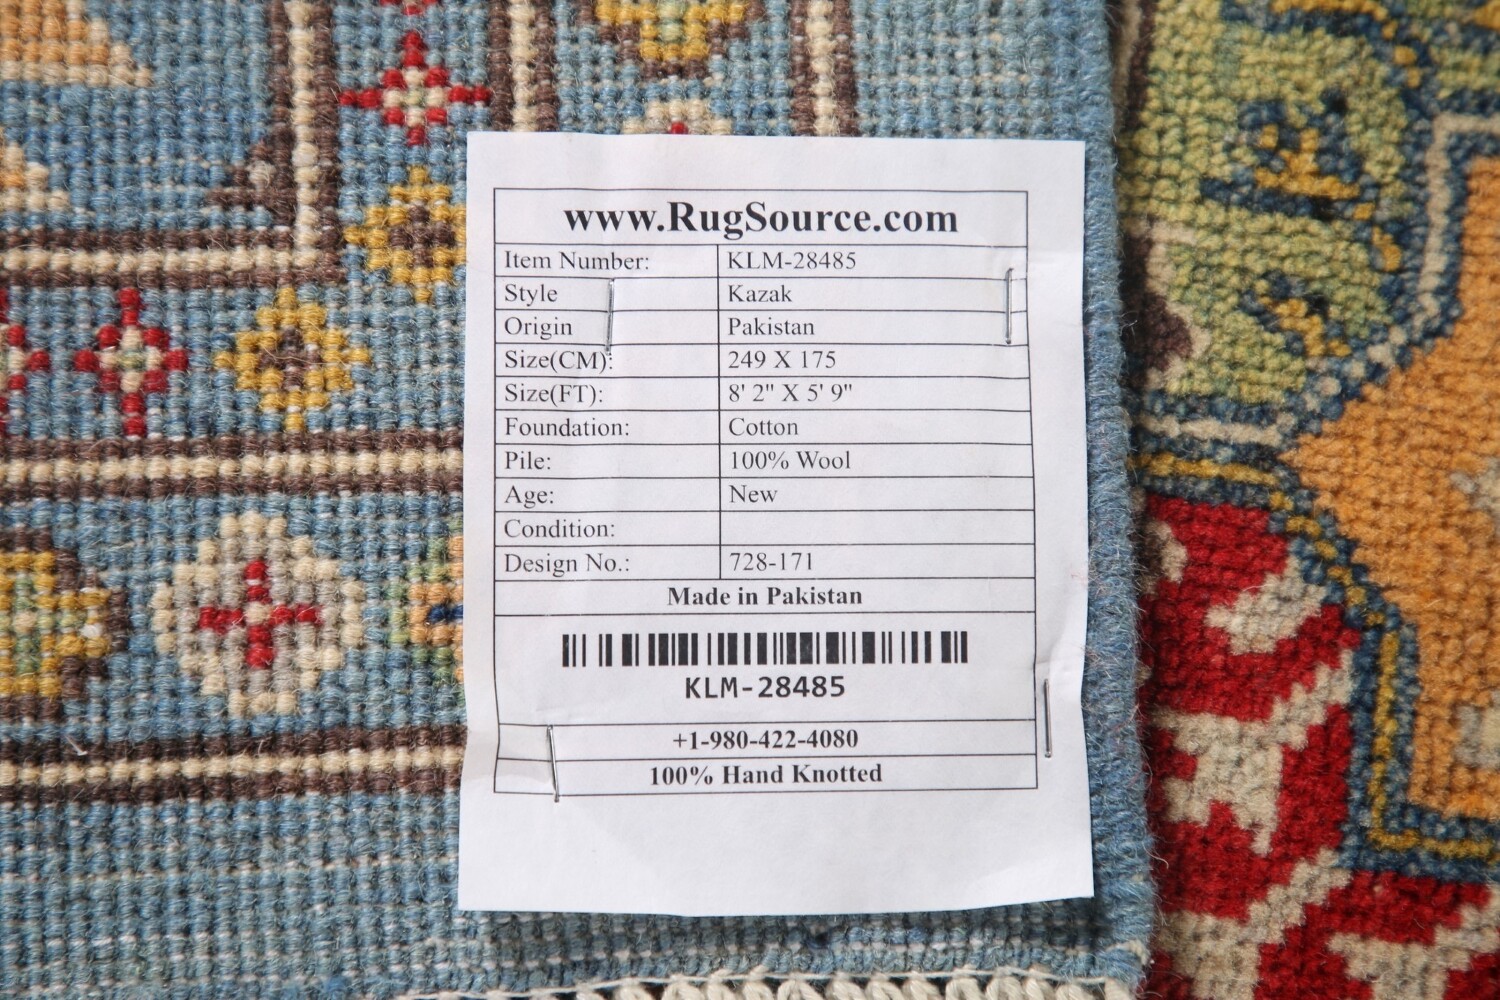 www.RugSource.com
Item Number: KLM-28485
Style Kazak
Origin Pakistan
Size(CM): 249 X 175
Size(FT): 8' 2" X 5' 9"
Foundation: Cotton
Pile: 100% Wool
Age: New
Condition:
Design No.: 728-171
Made in Pakistan
KLM-28485
+1-980-422-4080
100% Hand Knotted